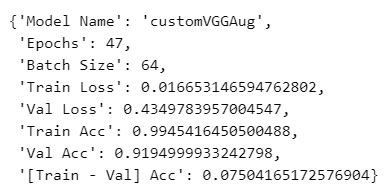 {'Model Name': 'customVGGAug',
'Epochs': 47,
'Batch Size': 64,
'Train Loss': 0.016653146594762802,
'Val Loss': 0.4349783957004547,
'Train Acc': 0.9945416450500488,
'Val Acc': 0.9194999933242798,
'[Train - Val] Acc': 0.07504165172576904}